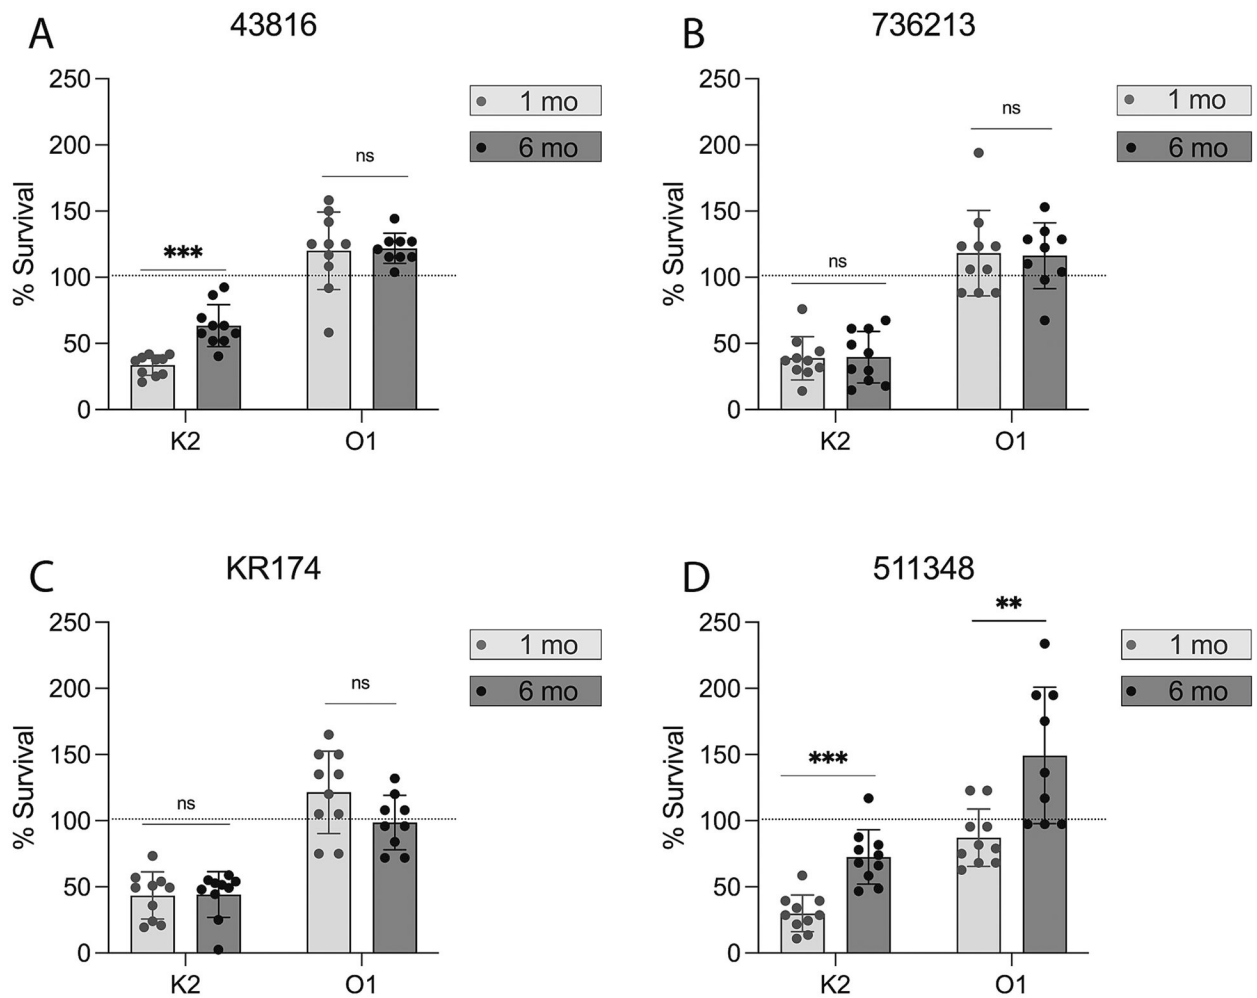 A
43816
250
200
150
100
50
0
% Survival
***
ns
K2
O1
1 mo
6 mo
B
736213
250
200
150
100
50
0
% Survival
ns
ns
K2
O1
1 mo
6 mo
C
KR174
250
200
150
100
50
0
% Survival
ns
ns
K2
O1
1 mo
6 mo
D
511348
250
200
150
100
50
0
% Survival
***
**
K2
O1
1 mo
6 mo